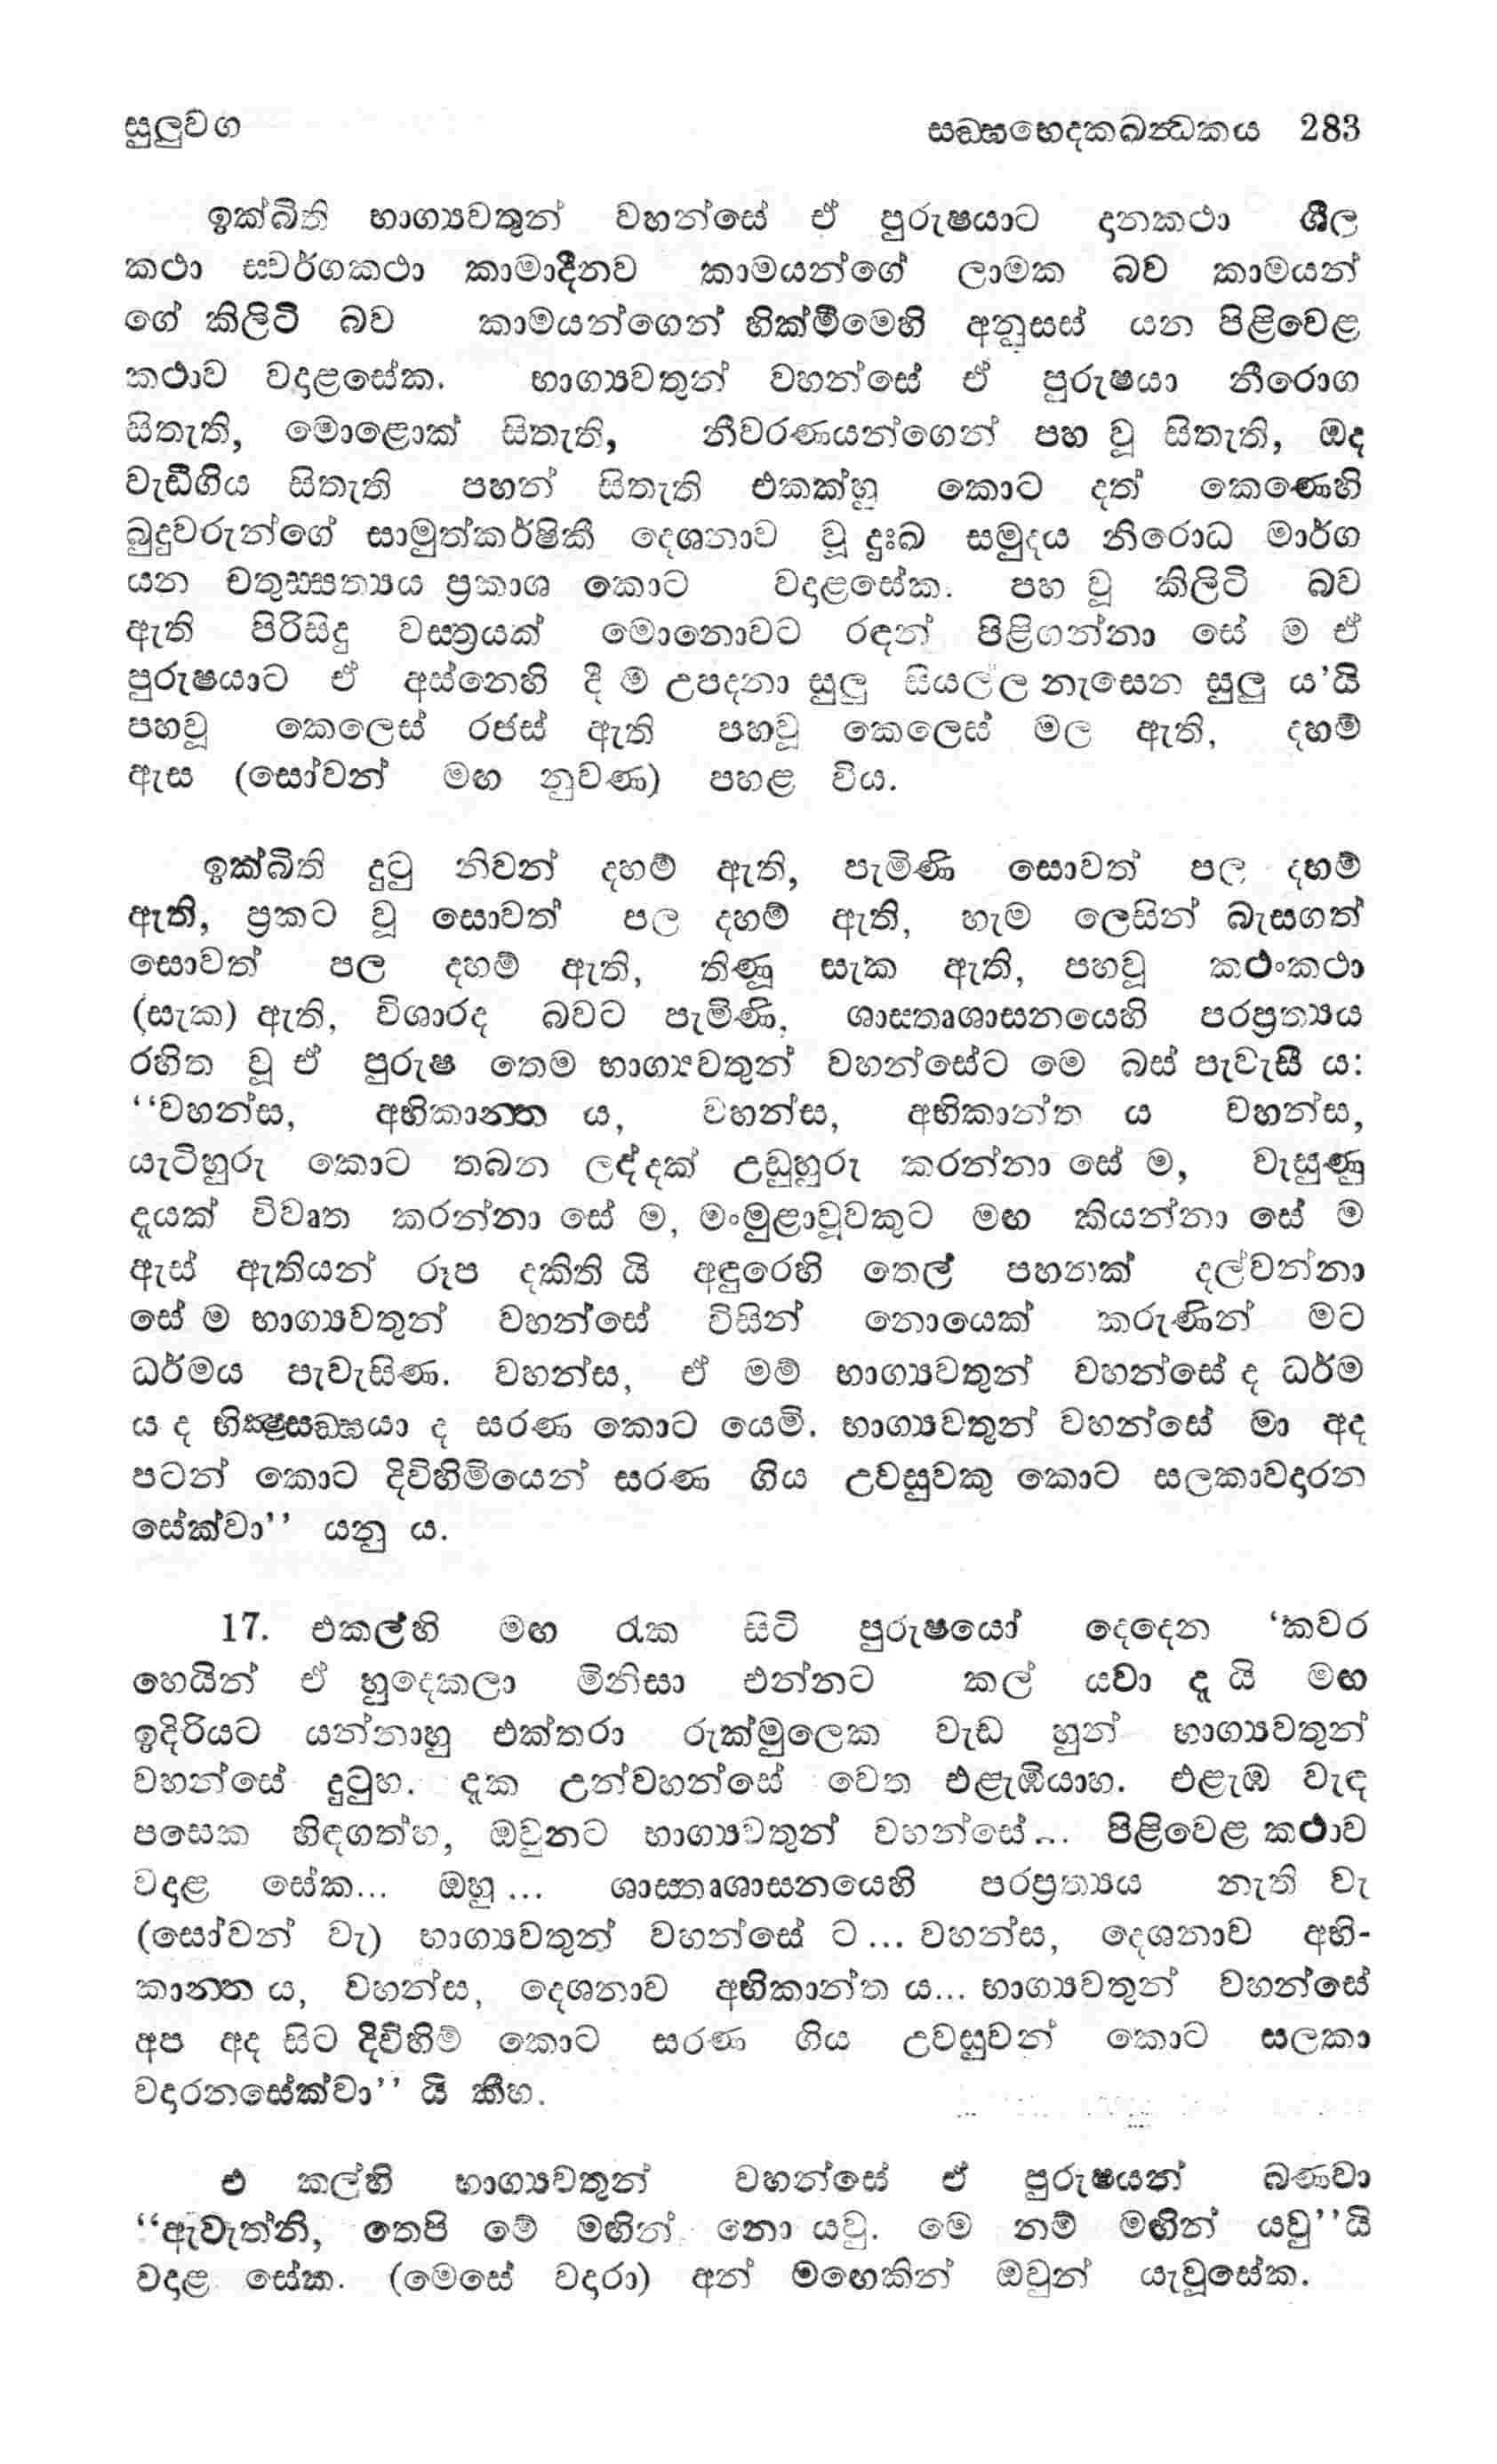 සුලුවග සඞ්ඝභෙදකඛන්ධකය 283
ඉක්බිති භාග්‍යවතුන් වහන්සේ ඒ පුරුෂයාට දානකථා ශීල
කථා ස්වර්ගකථා කාමාදීනව කාමයන්ගේ ලාමක බව කාමයන්
ගේ කිලිටි බව කාමයන්ගෙන් හික්මීමෙහි අනුසස් යන පිළිවෙළ
කථාව වදාළසේක. භාග්‍යවතුන් වහන්සේ ඒ පුරුෂයා නීරොග
සිතැති, මොළොක් සිතැති, නීවරණයන්ගෙන් පහ වූ සිතැති, ඔද
වැඩීගිය සිතැති පහන් සිතැති එකක්හු කොට දත් කෙණෙහි
බුදුවරුන්ගේ සාමුත්කර්ෂිකී දෙශනාව වූ දුඃඛ සමුදය නිරොධ මාර්ග
යන චතුස්සත්‍යය ප්‍රකාශ කොට වදාළසේක. පහ වූ කිලිටි බව
ඇති පිරිසිදු වස්ත්‍රයක් මොනොවට රඳන් පිළිගන්නා සේ ම ඒ
පුරුෂයාට ඒ අස්නෙහි දී ම උපදනා සුලු සියල්ල නැසෙන සුලු ය'යි
පහවූ කෙලෙස් රජස් ඇති පහවූ කෙලෙස් මල ඇති, දහම්
ඇස (සෝවන් මඟ නුවණ) පහළ විය.
ඉක්බිති දුටු නිවන් දහම් ඇති, පැමිණි සොවත් පල දහම්
ඇති, ප්‍රකට වූ සොවත් පල දහම් ඇති, හැම ලෙසින් බැසගත්
සොවත් පල දහම් ඇති, තිණූ සැක ඇති, පහවූ කථංකථා
(සැක) ඇති, විශාරද බවට පැමිණි, ශාස්තෘශාසනයෙහි පරප්‍රත්‍යය
රහිත වූ ඒ පුරුෂ තෙම භාග්‍යවතුන් වහන්සේට මෙ බස් පැවැසී ය:
“වහන්ස, අභිකාන්ත ය, වහන්ස, අභිකාන්ත ය වහන්ස,
යැටිහුරු කොට තබන ලද්දක් උඩුහුරු කරන්නා සේ ම, වැසුණු
දෑයක් විවෘත කරන්නා සේ ම, මංමුළාවූවකුට මඟ කියන්නා සේ ම
ඇස් ඇතියන් රූප දකිති යි අඳුරෙහි තෙල් පහනක් දල්වන්නා
සේ ම භාග්‍යවතුන් වහන්සේ විසින් නොයෙක් කරුණින් මට
ධර්මය පැවැසිණ. වහන්ස, ඒ මම් භාග්‍යවතුන් වහන්සේ ද ධර්ම
ය ද භික්ෂුසඞ්ඝයා ද සරණ කොට යෙමි. භාග්‍යවතුන් වහන්සේ මා අද
පටන් කොට දිවිහිමියෙන් සරණ ගිය උවසුවකු කොට සලකාවදාරන
සේක්වා” යනු ය.
17. එකල්හි මඟ රැක සිටි පුරුෂයෝ දෙදෙන ‘කවර
හෙයින් ඒ හුදෙකලා මිනිසා එන්නට කල් යවා දෑ යි මඟ
ඉදිරියට යන්නාහු එක්තරා රුක්මුලෙක වැඩ හුන් භාග්‍යවතුන්
වහන්සේ දුටුහ. දැක උන්වහන්සේ වෙත එළැඹියාහ. එළැඹ වැඳ
පසෙක හිඳගත්හ, ඔවුනට භාග්‍යවතුන් වහන්සේ... පිළිවෙළ කථාව
වදාළ සේක... ඔහු... ශාස්තෘශාසනයෙහි පරප්‍රත්‍යය නැති වැ
(සෝවන් වැ) භාග්‍යවතුන් වහන්සේ ට... වහන්ස, දෙශනාව අභි-
කාන්ත ය, වහන්ස, දෙශනාව අභිකාන්ත ය... භාග්‍යවතුන් වහන්සේ
අප අද සිට දිවිහිම් කොට සරණ ගිය උවසුවන් කොට සලකා
වදාරනසේක්වා” යි කීහ.
එ කල්හි භාග්‍යවතුන් වහන්සේ ඒ පුරුෂයන් බණවා
“ඇවැත්නි, තෙපි මේ මඟින් නො යවු. මෙ නම් මඟින් යවු”යි
වදාළ සේක. (මෙසේ වදාරා) අන් මඟෙකින් ඔවුන් යැවූසේක.